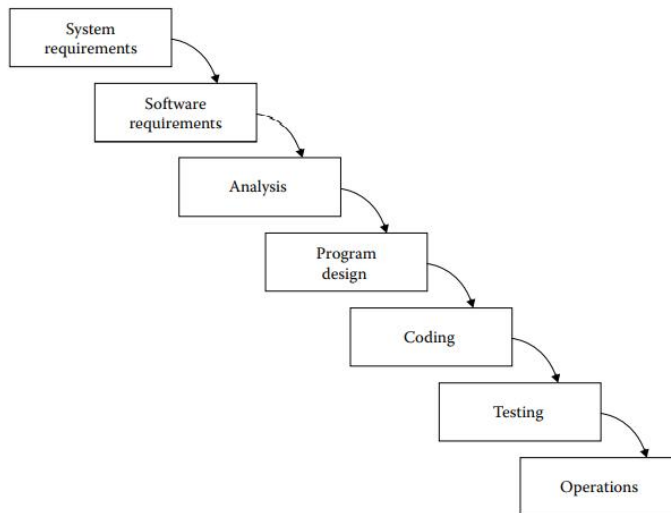 System
requirements
Software
requirements
Analysis
Program
design
Coding
Testing
Operations